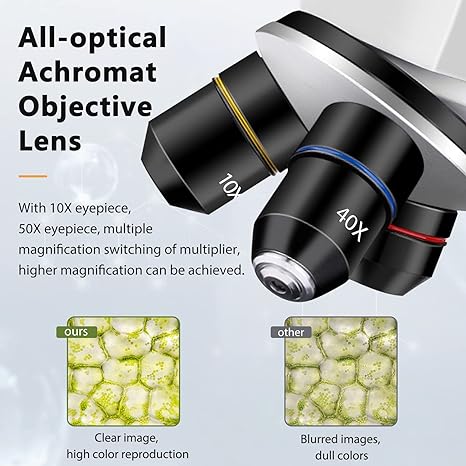 All-optical
Achromat
Objective
Lens
10X
40X
With 10X eyepiece,
50X eyepiece, multiple
magnification switching of multiplier,
higher magnification can be achieved.
ours
other
Clear image,
high color reproduction
Blurred images,
dull colors